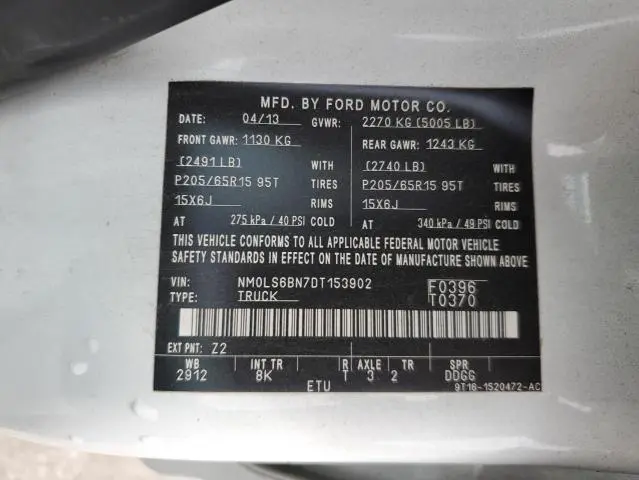 MFD. BY FORD MOTOR CO.
DATE: 04/13 GVWR: 2270 KG (5005 LB)
FRONT GAWR: 1130 KG REAR GAWR: 1243 KG
(2491 LB) WITH (2740 LB) WITH
P205/65R15 95T TIRES P205/65R15 95T TIRES
15X6J RIMS 15X6J RIMS
AT 275 kPa / 40 PSI COLD AT 340 kPa / 49 PSI COLD
THIS VEHICLE CONFORMS TO ALL APPLICABLE FEDERAL MOTOR VEHICLE
SAFETY STANDARDS IN EFFECT ON THE DATE OF MANUFACTURE SHOWN ABOVE
VIN: NM0LS6BN7DT153902 F0396
TYPE: TRUCK T0370
EXT PNT: Z2
WB INT TR R AXLE TR SPR
2912 8K T 3 2 DDGG
ETU 9T16-1520472-AC